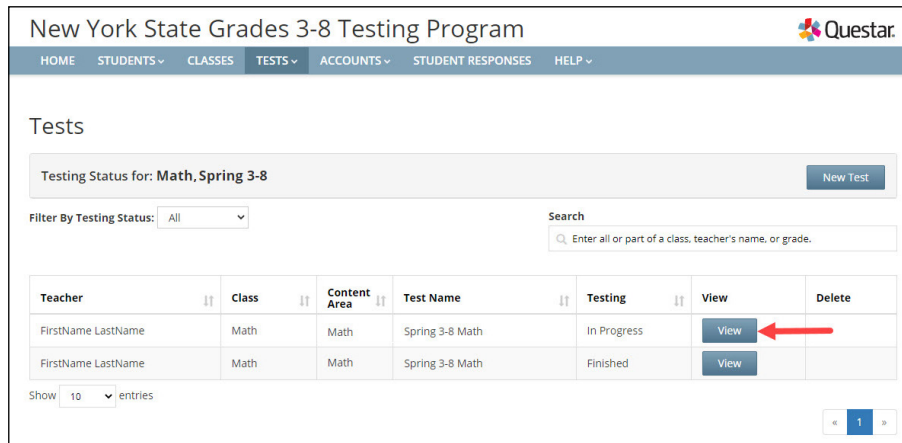 New York State Grades 3-8 Testing Program
Questar
HOME STUDENTS CLASSES TESTS ACCOUNTS STUDENT RESPONSES HELP
Tests
Testing Status for: Math, Spring 3-8 New Test
Filter By Testing Status: All
Search
Enter all or part of a class, teacher's name, or grade.
Teacher Class Content Area Test Name Testing View Delete
FirstName LastName Math Math Spring 3-8 Math In Progress View
FirstName LastName Math Math Spring 3-8 Math Finished View
Show 10 entries
« 1 »